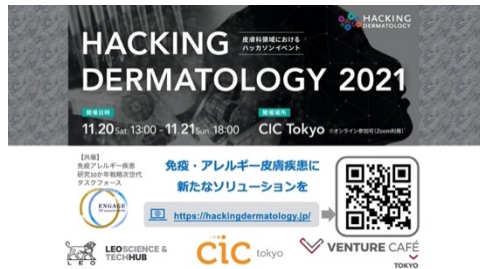 HACKING
DERMATOLOGY
HACKING
皮膚科領域における
ハッカソンイベント
DERMATOLOGY 2021
開催日時
開催場所
11.20 Sat. 13:00 - 11.21 Sun. 18:00
CIC Tokyo ※オンライン参加可(Zoom利用)
【共催】
免疫アレルギー疾患
研究10か年戦略次世代
タスクフォース
ENGAGE
免疫・アレルギー皮膚疾患に
新たなソリューションを
https://hackingdermatology.jp/
LEO
LEOSCIENCE &
TECHHUB
CiC tokyo
VENTURE CAFÉ
TOKYO